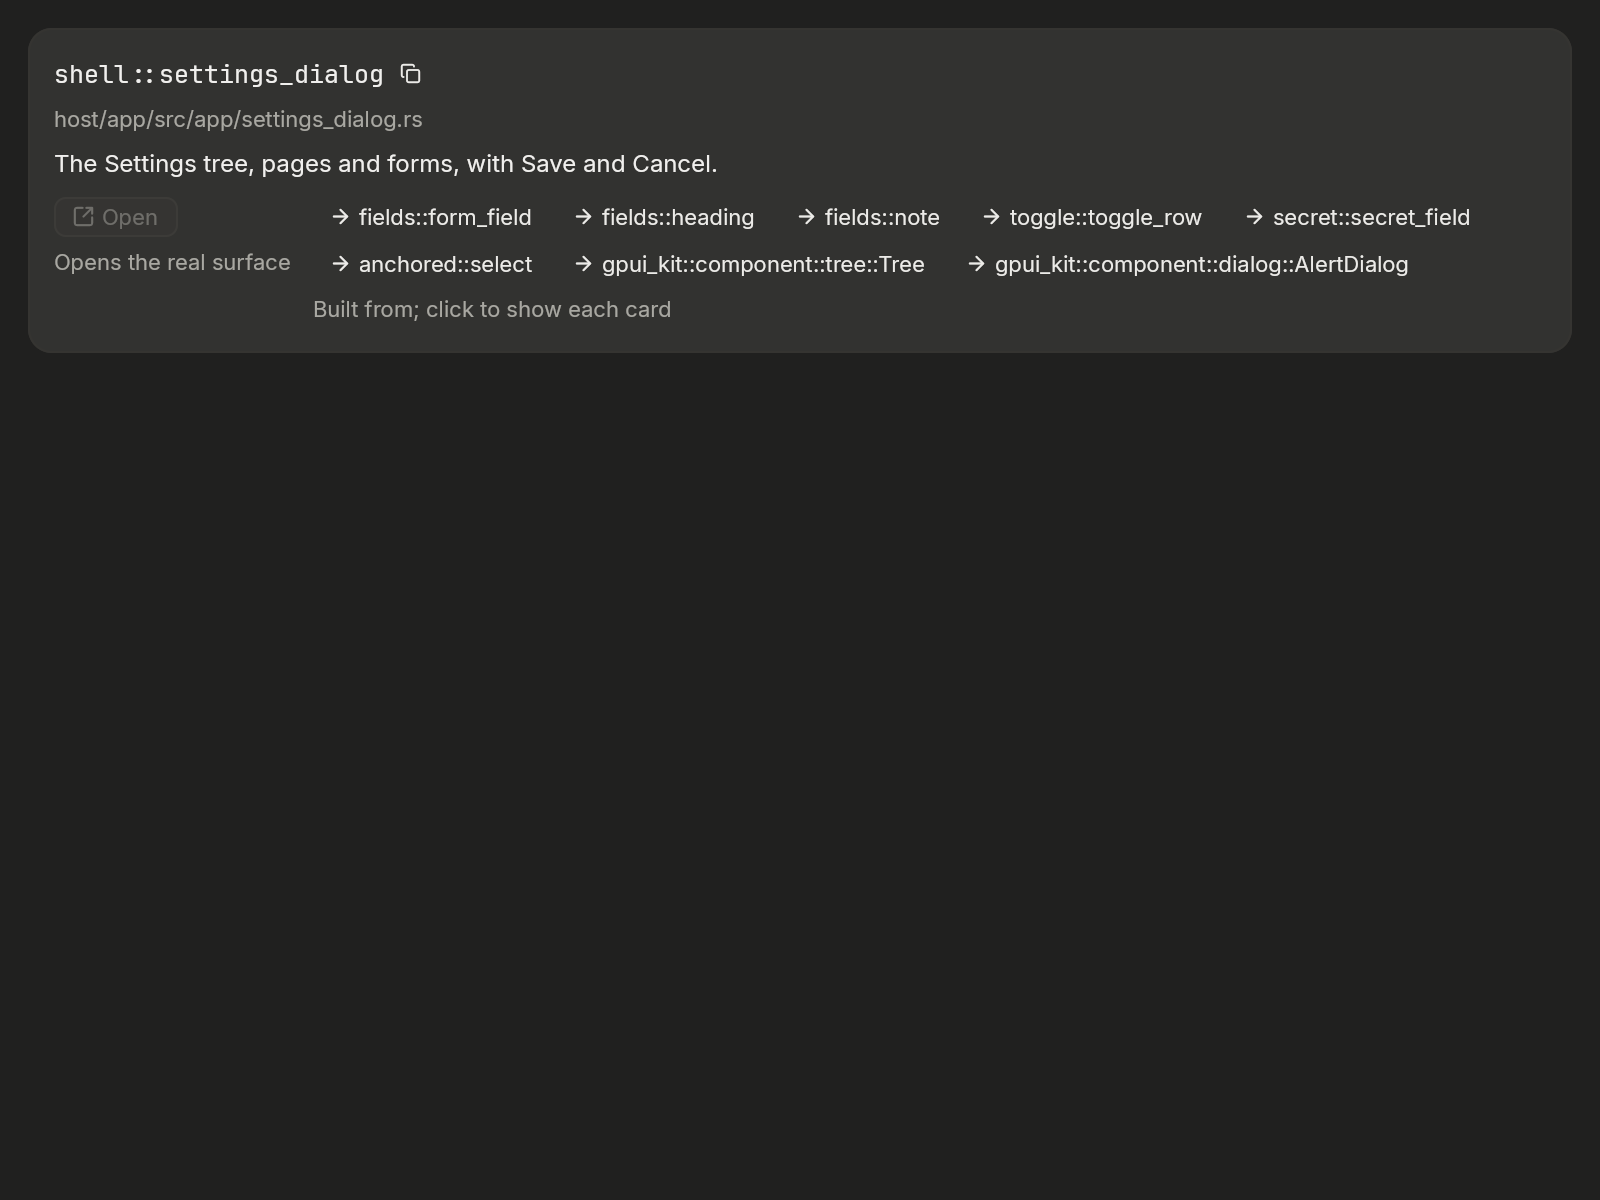 shell::settings_dialog
host/app/src/app/settings_dialog.rs
The Settings tree, pages and forms, with Save and Cancel.
Open → fields::form_field → fields::heading → fields::note → toggle::toggle_row → secret::secret_field
Opens the real surface → anchored::select → gpui_kit::component::tree::Tree → gpui_kit::component::dialog::AlertDialog
Built from; click to show each card